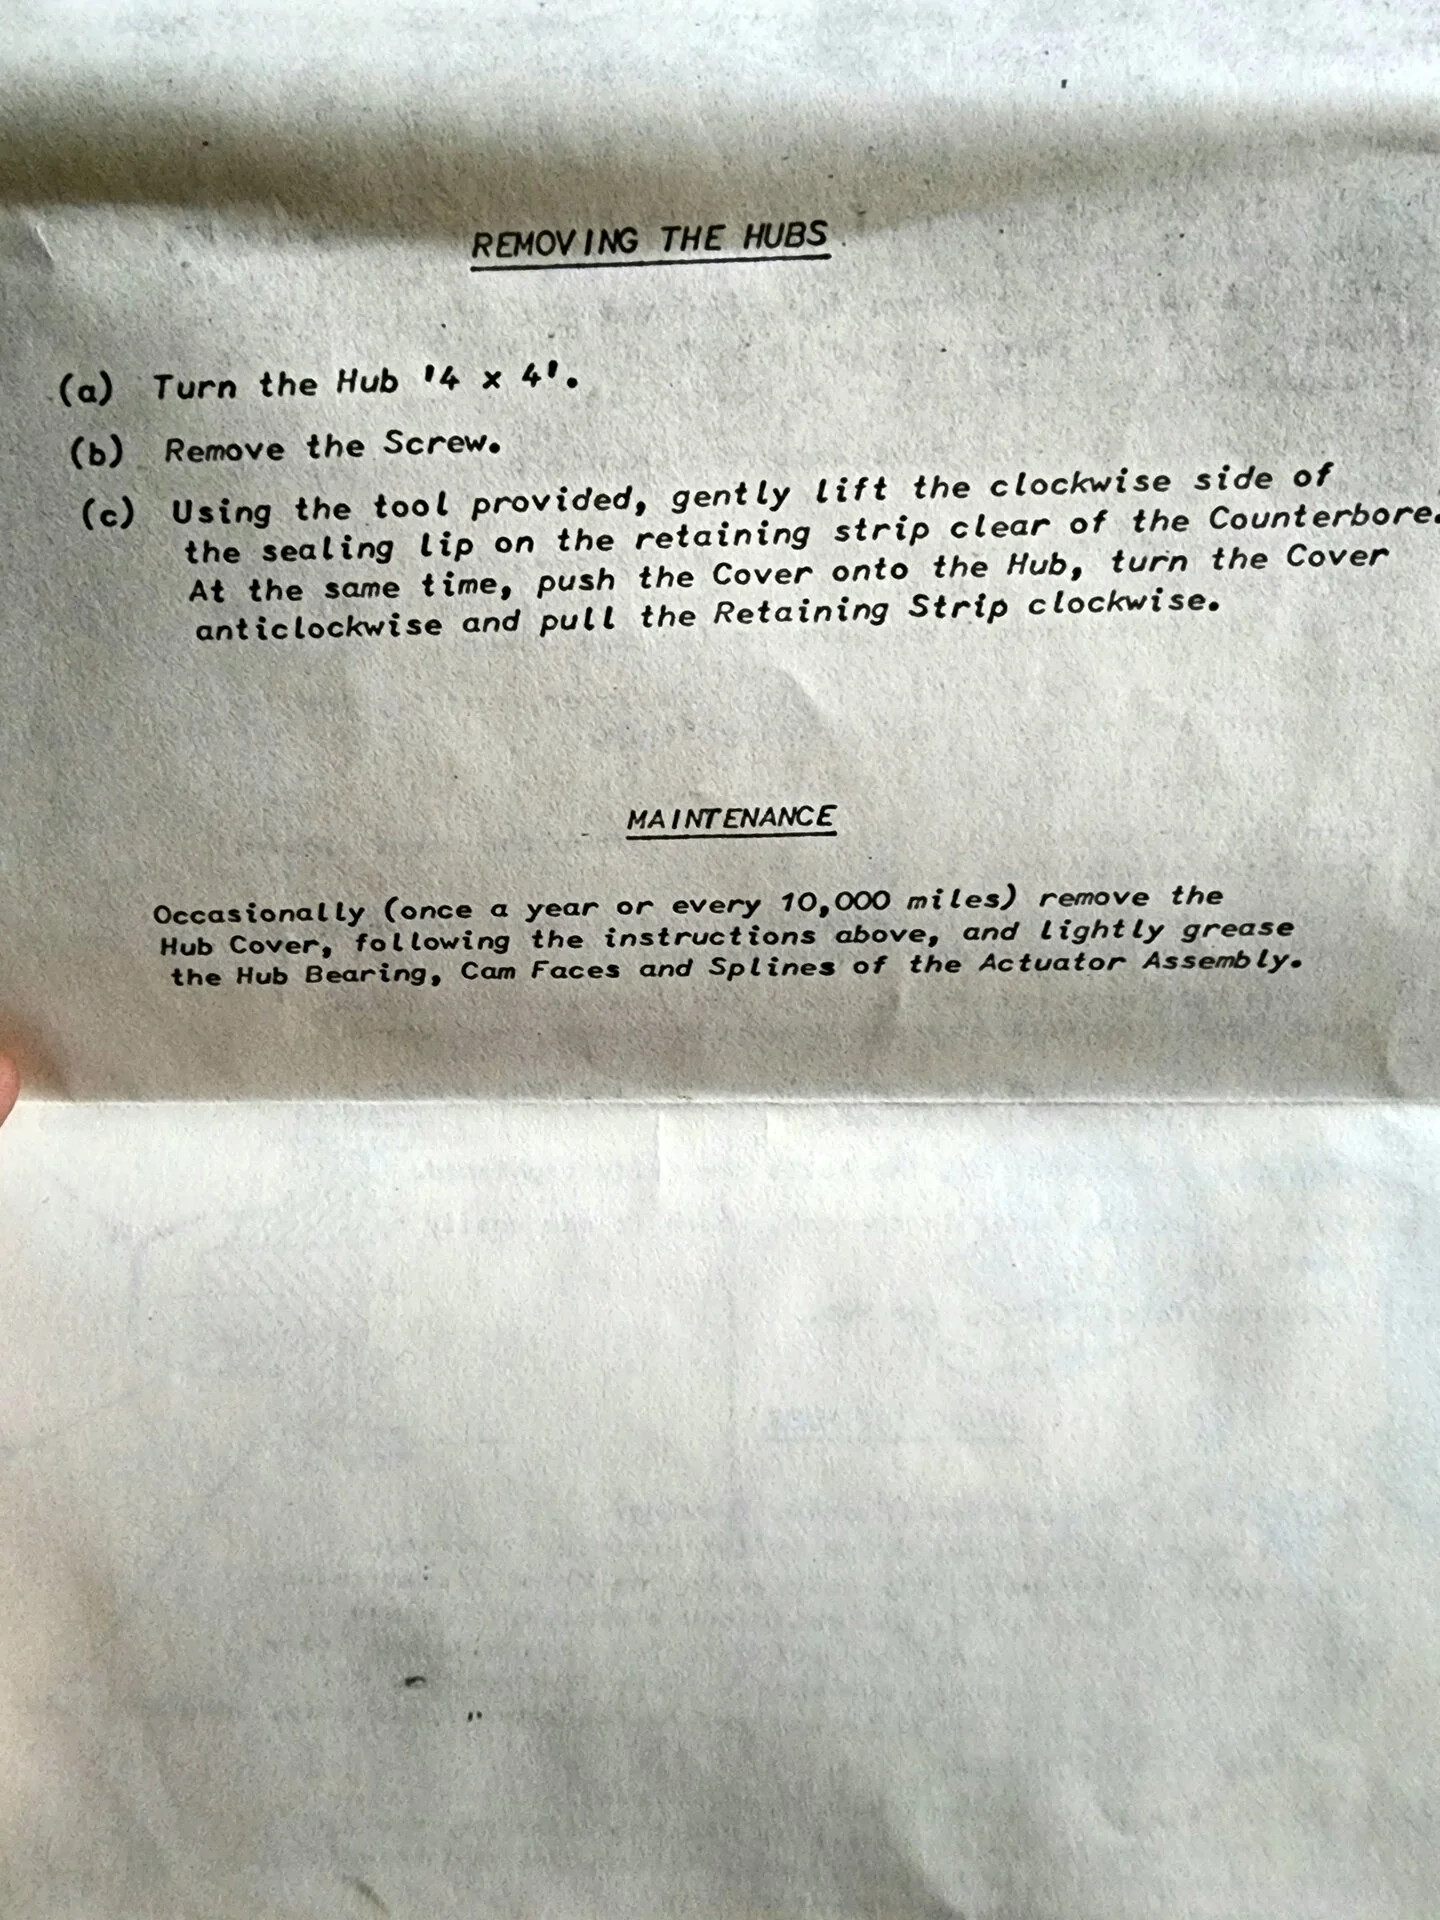 REMOVING THE HUBS
(a) Turn the Hub '4 x 4'.
(b) Remove the Screw.
(c) Using the tool provided, gently lift the clockwise side of
the sealing lip on the retaining strip clear of the Counterbore.
At the same time, push the Cover onto the Hub, turn the Cover
anticlockwise and pull the Retaining Strip clockwise.
MAINTENANCE
Occasionally (once a year or every 10,000 miles) remove the
Hub Cover, following the instructions above, and lightly grease
the Hub Bearing, Cam Faces and Splines of the Actuator Assembly.